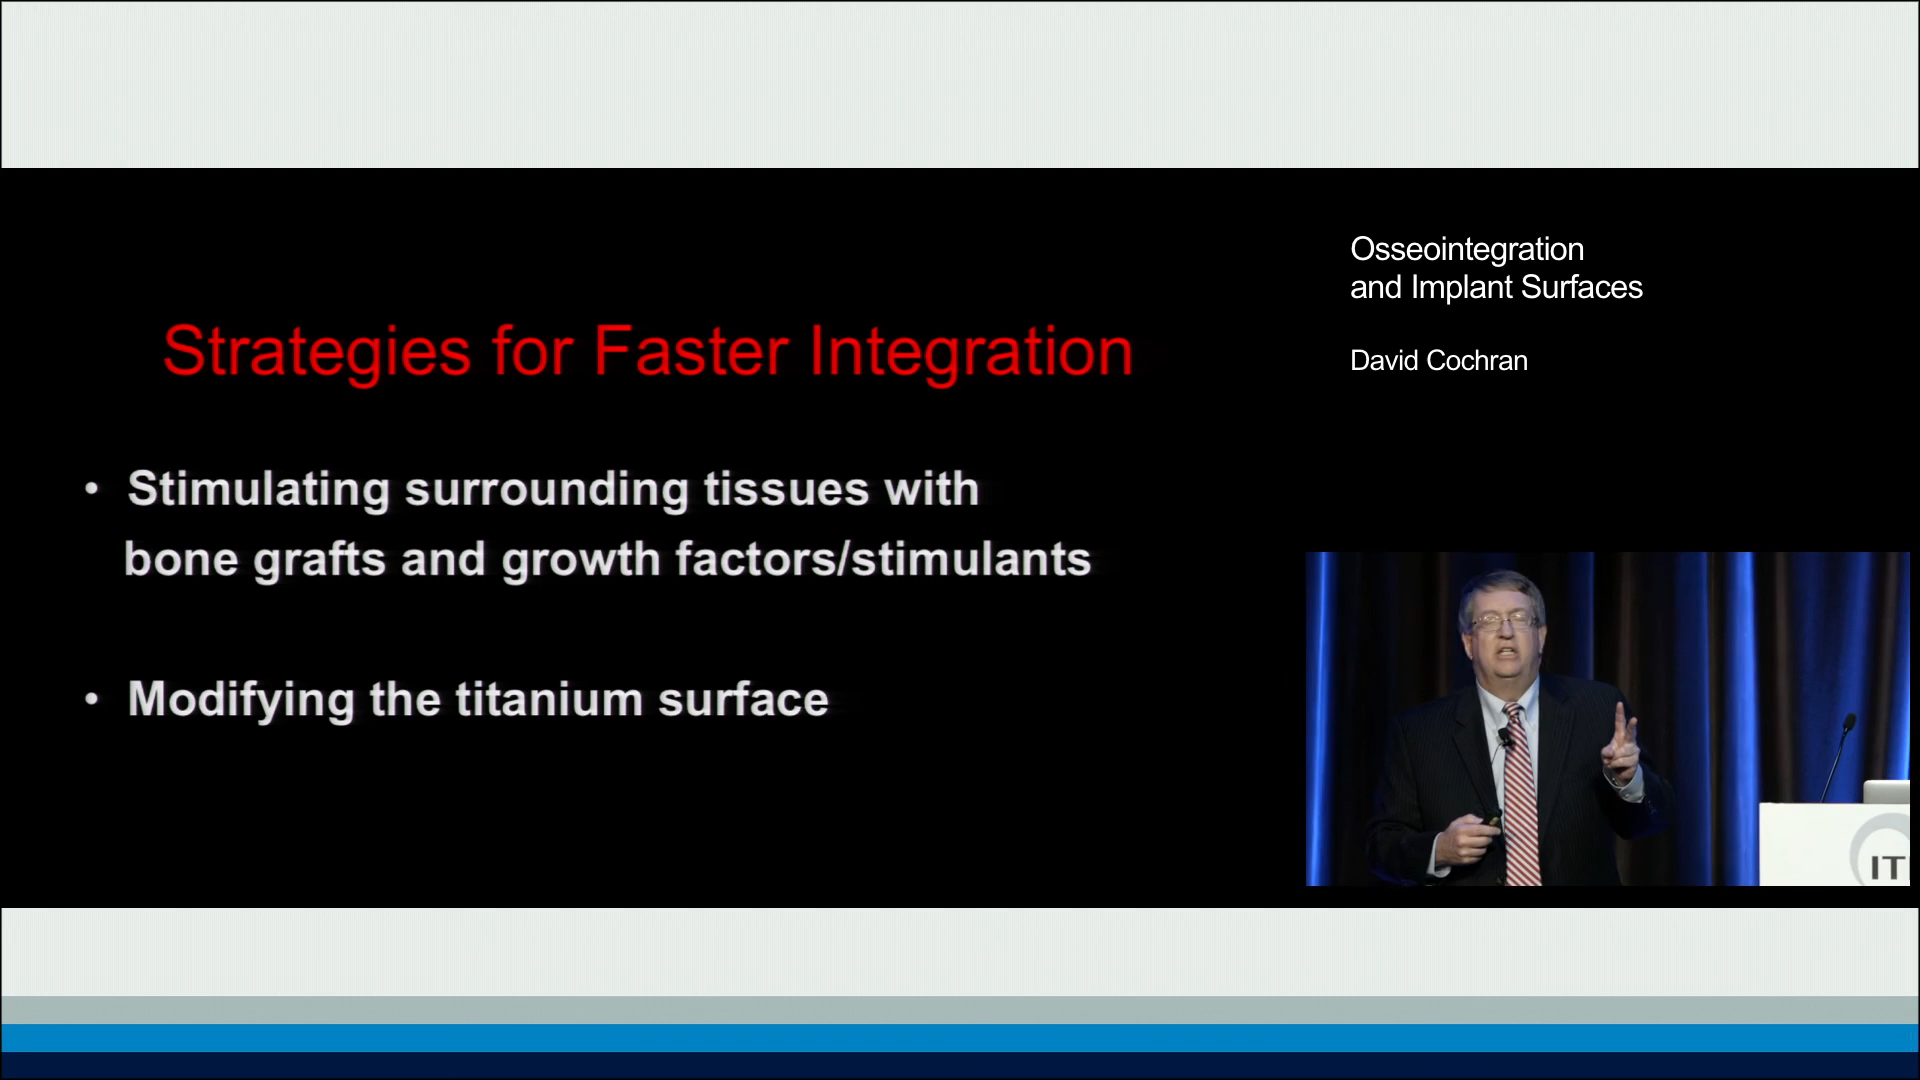 Osseointegration
and Implant Surfaces
David Cochran
Strategies for Faster Integration
• Stimulating surrounding tissues with
bone grafts and growth factors/stimulants
• Modifying the titanium surface